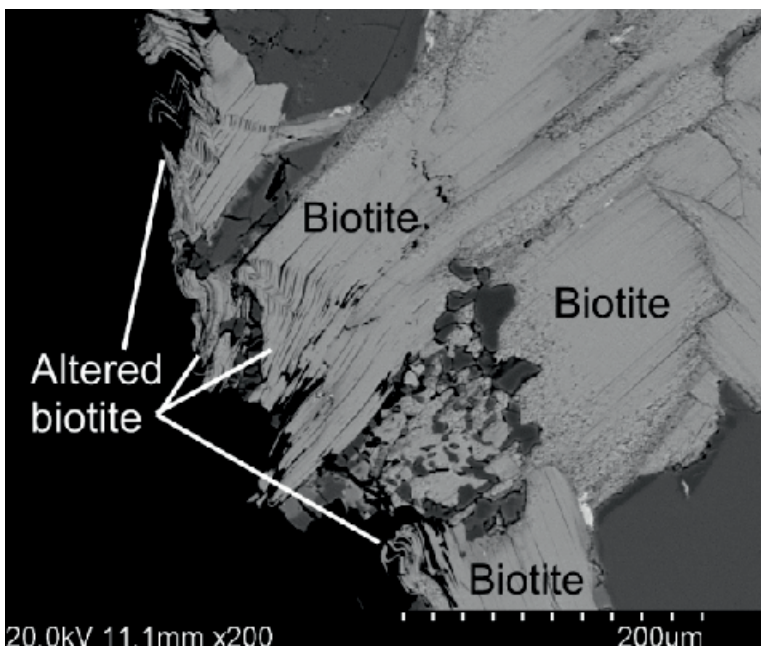 Biotite
Biotite
Altered
biotite
Biotite
20.0kV 11.1mm x200
200um